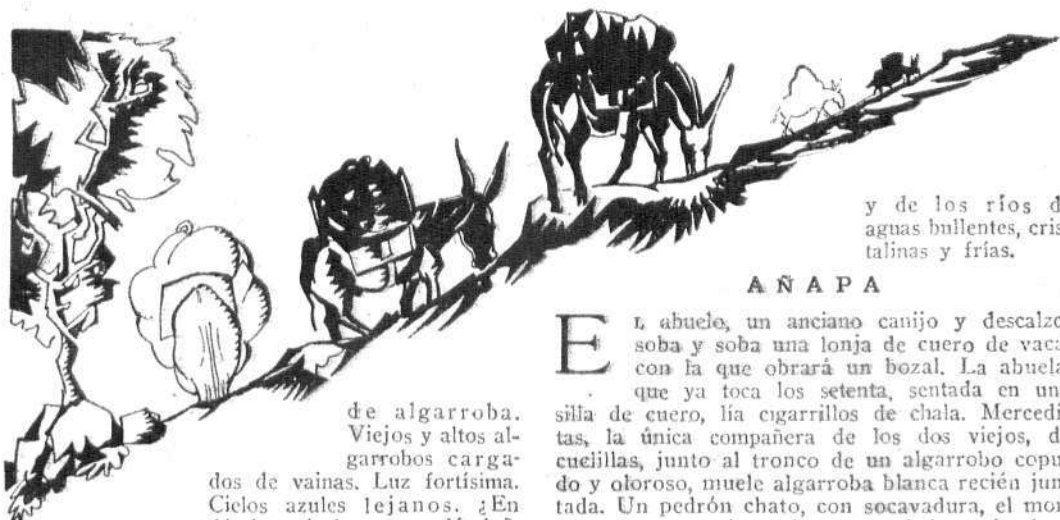 de algarroba.
Viejos y altos al-
garrobos carga-
dos de vainas. Luz fortísima.
Cielos azules lejanos. ¿En
y de los ríos d
aguas bullentes, cris
talinas y frías.
AÑAPA
EL abuelo, un anciano canijo y descalzo
soba y soba una lonja de cuero de vaca
con la que obrará un bozal. La abuela
que ya toca los setenta, sentada en un
silla de cuero, lía cigarrillos de chala. Mercedi
tas, la única compañera de los dos viejos, d
cuclillas, junto al tronco de un algarrobo copu
do y oloroso, muele algarroba blanca recién jun
tada. Un pedrón chato, con socavadura, el mor